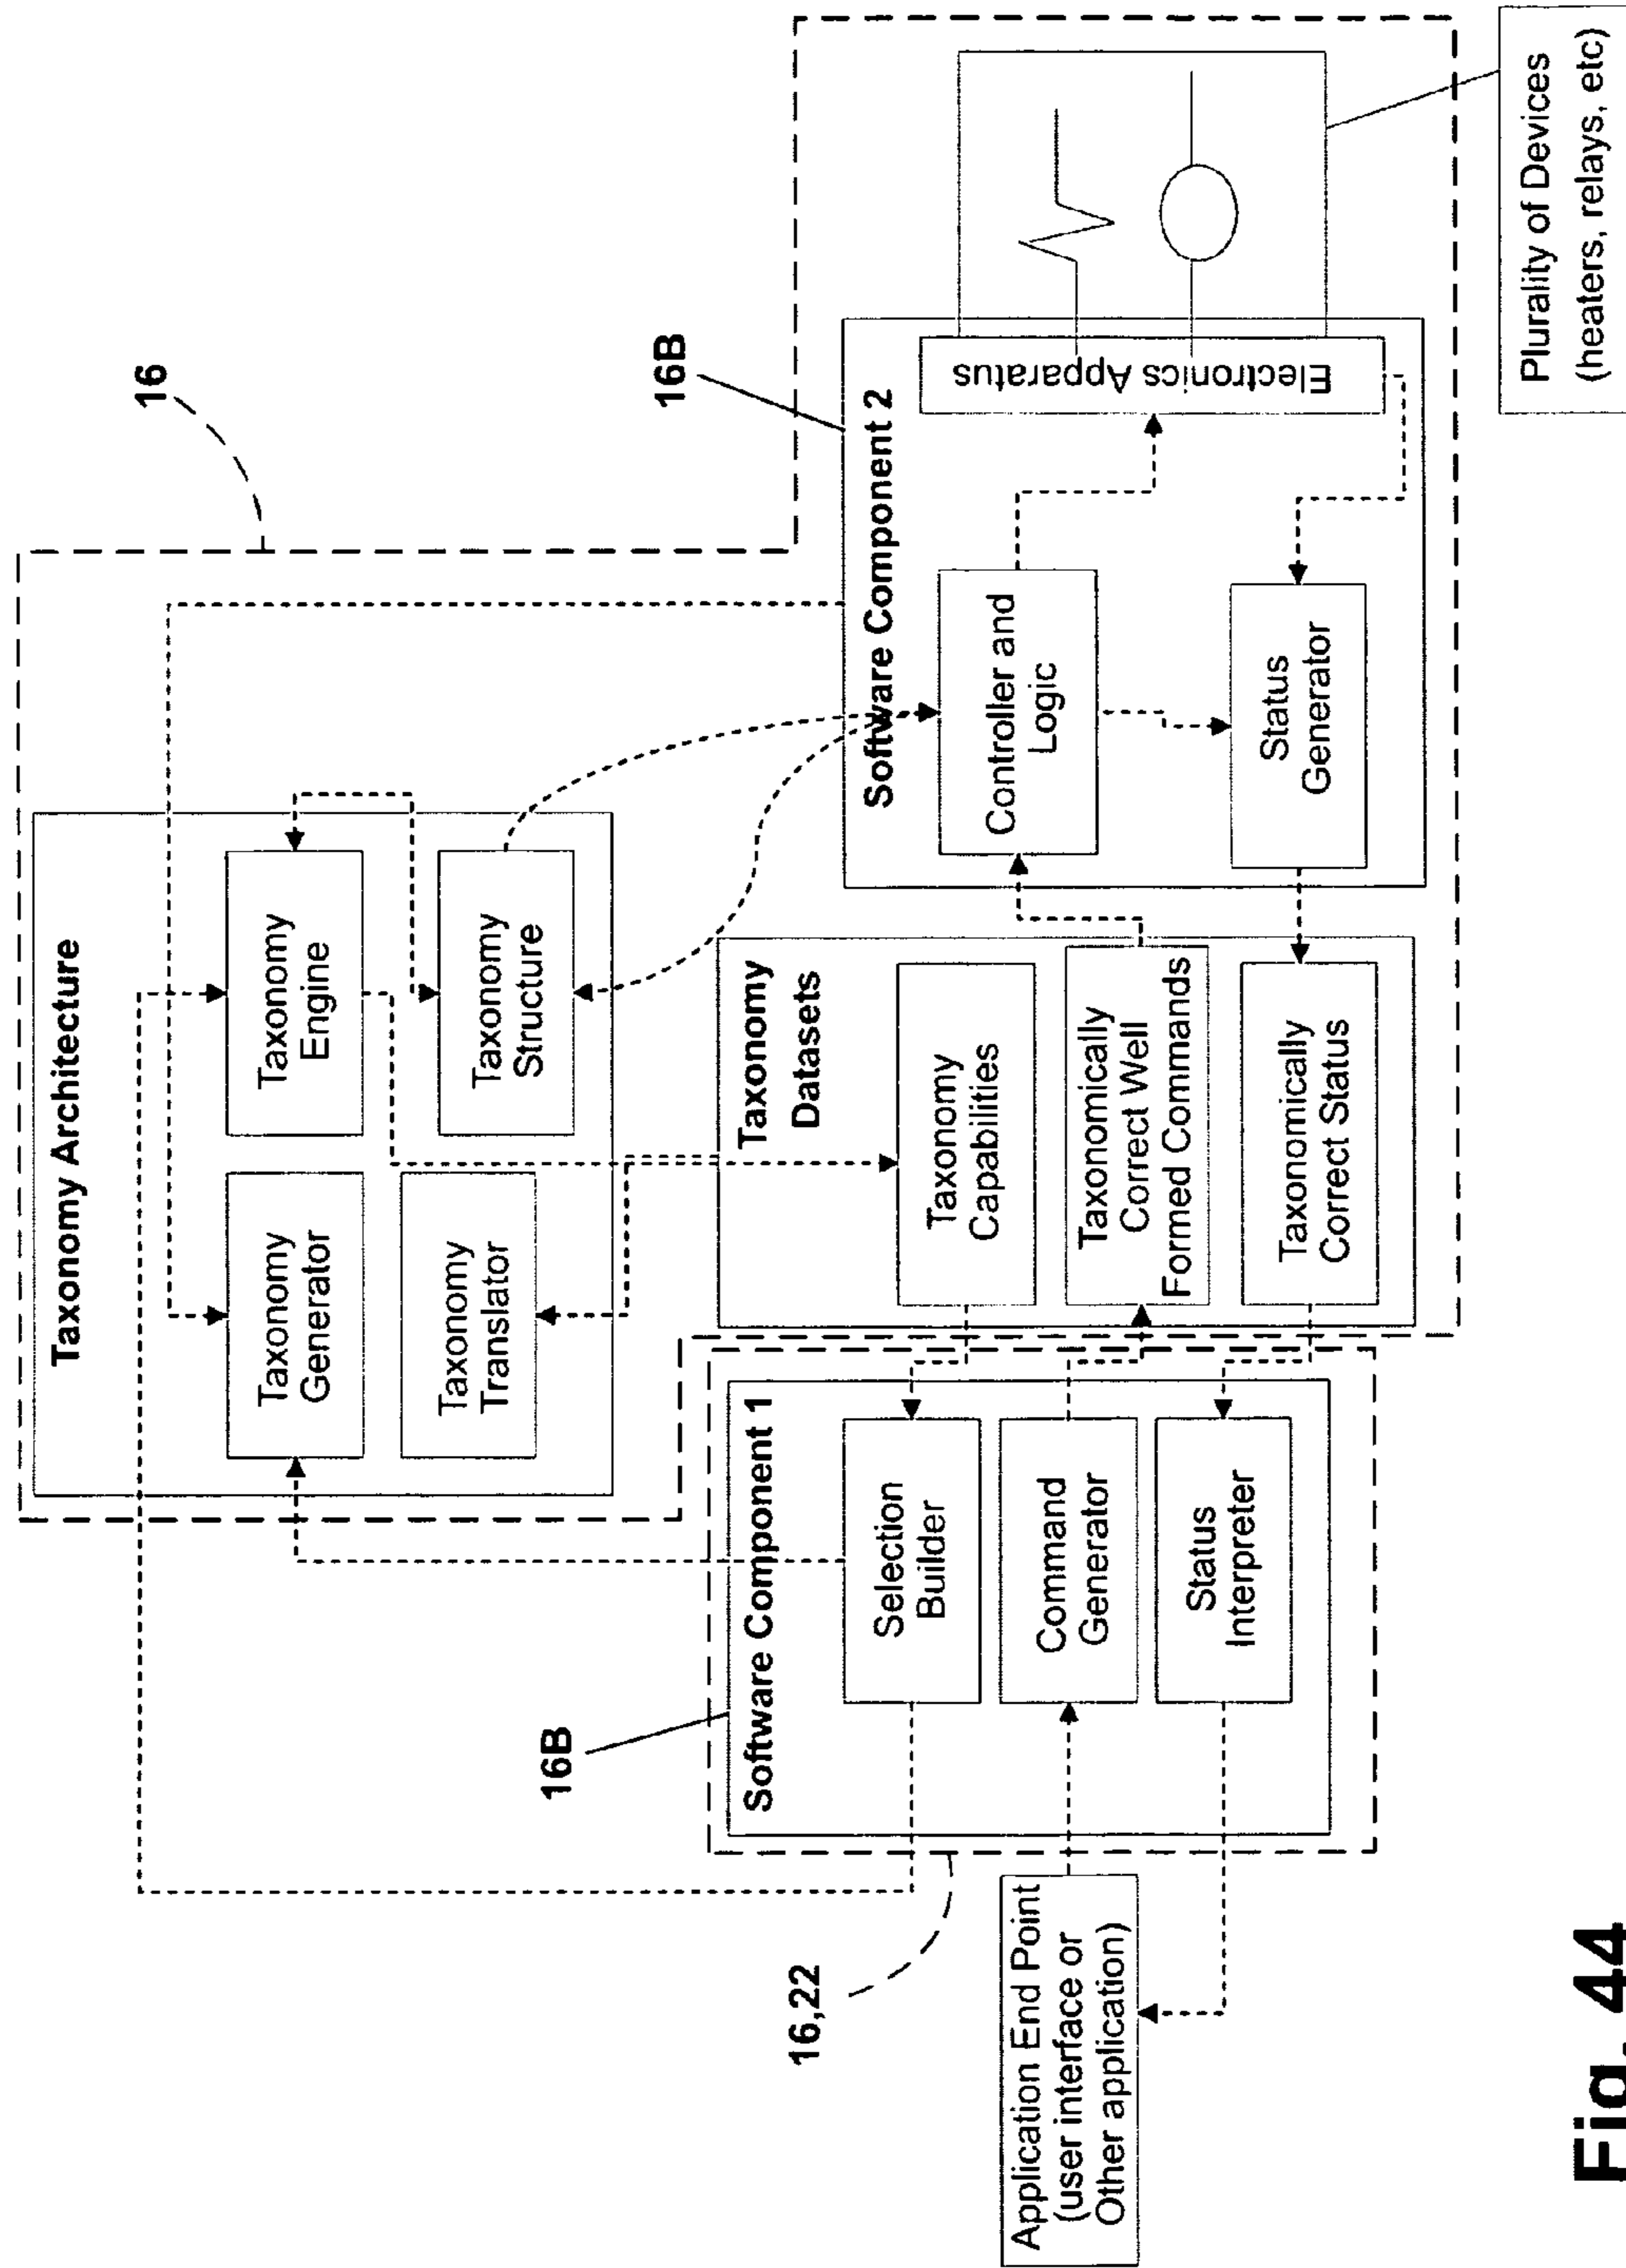 16
Taxonomy Architecture
Taxonomy
Generator
Taxonomy
Engine
Taxonomy
Translator
Taxonomy
Structure
16B
16,22
Software Component 1
Selection
Builder
Command
Generator
Status
Interpreter
Application End Point
(user interface or
Other application)
Taxonomy
Datasets
Taxonomy
Capabilities
Taxonomically
Correct Well
Formed Commands
Taxonomically
Correct Status
16B
Software Component 2
Controller and
Logic
Status
Generator
Electronics Apparatus
Plurality of Devices
(heaters, relays, etc)
Fig. 44